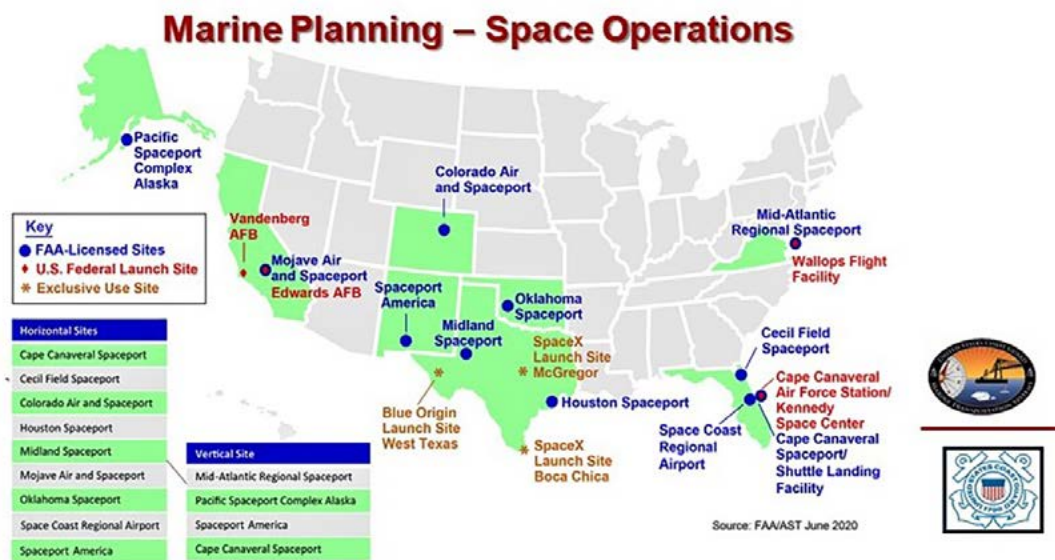 Marine Planning – Space Operations
Pacific
Spaceport
Complex
Alaska
Colorado Air
and Spaceport
Mid-Atlantic
Regional Spaceport
Wallops Flight
Facility
Key
FAA-Licensed Sites
U.S. Federal Launch Site
Exclusive Use Site
Vandenberg
AFB
Mojave Air
and Spaceport
Edwards AFB
Spaceport
America
Midland
Spaceport
Oklahoma
Spaceport
SpaceX
Launch Site
McGregor
Cecil Field
Spaceport
Blue Origin
Launch Site
West Texas
Houston Spaceport
SpaceX
Launch Site
Boca Chica
Space Coast
Regional
Airport
Cape Canaveral
Air Force Station/
Kennedy
Space Center
Cape Canaveral
Spaceport/
Shuttle Landing
Facility
Horizontal Sites
Cape Canaveral Spaceport
Cecil Field Spaceport
Colorado Air and Spaceport
Houston Spaceport
Midland Spaceport
Mojave Air and Spaceport
Oklahoma Spaceport
Space Coast Regional Airport
Spaceport America
Vertical Site
Mid-Atlantic Regional Spaceport
Pacific Spaceport Complex Alaska
Spaceport America
Cape Canaveral Spaceport
Source: FAA/AST June 2020
UNITED STATES COAST GUARD